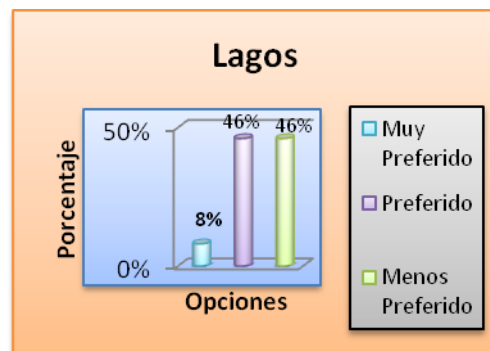 Lagos
Porcentaje
50%
0%
8%
46%
46%
Opciones
Muy
Preferido
Preferido
Menos
Preferido